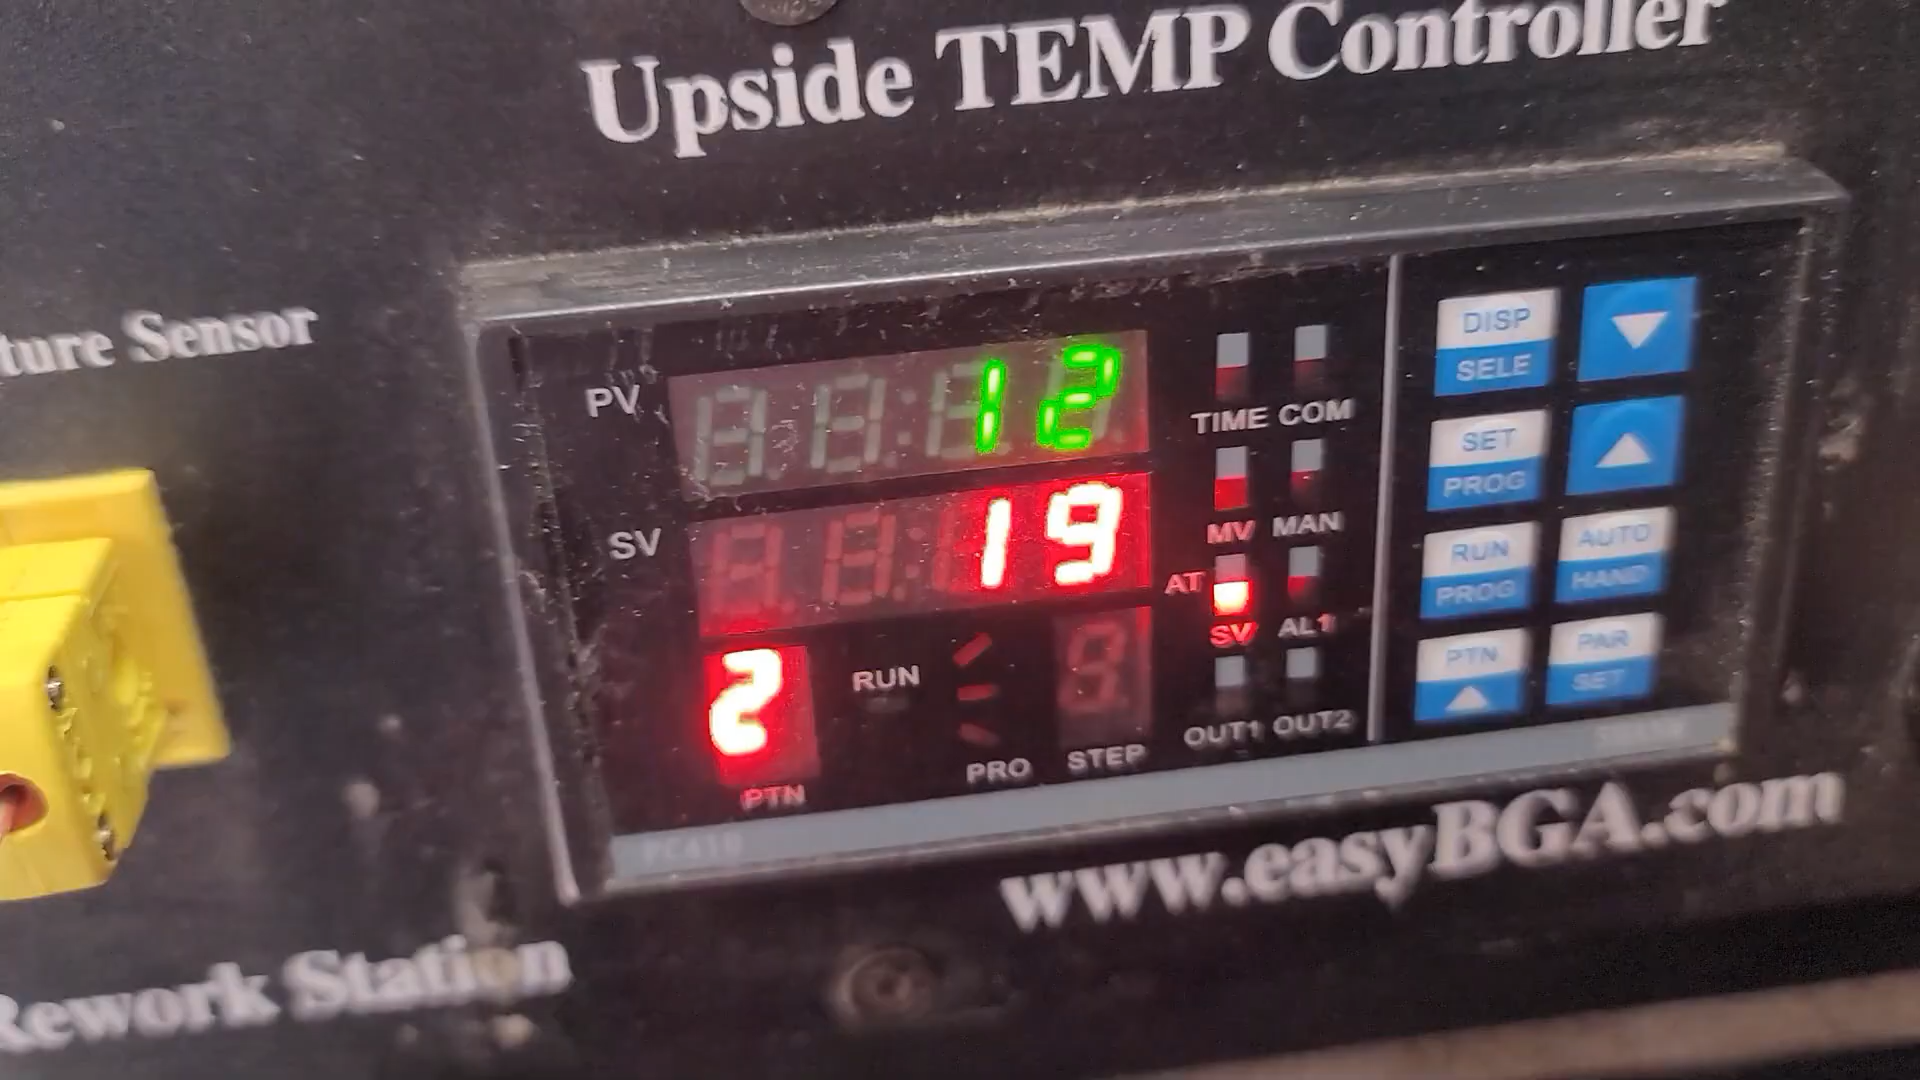 Upside TEMP Controller
ture Sensor
PV
12
TIME COM
DISP
SELE
SET
PROG
SV
19
MV MAN
AT
RUN
PROG
AUTO
HAND
SV AL1
2
RUN
PTN
PAR
SET
PTN
PRO
STEP
OUT1 OUT2
PC410
www.easyBGA.com
Rework Station